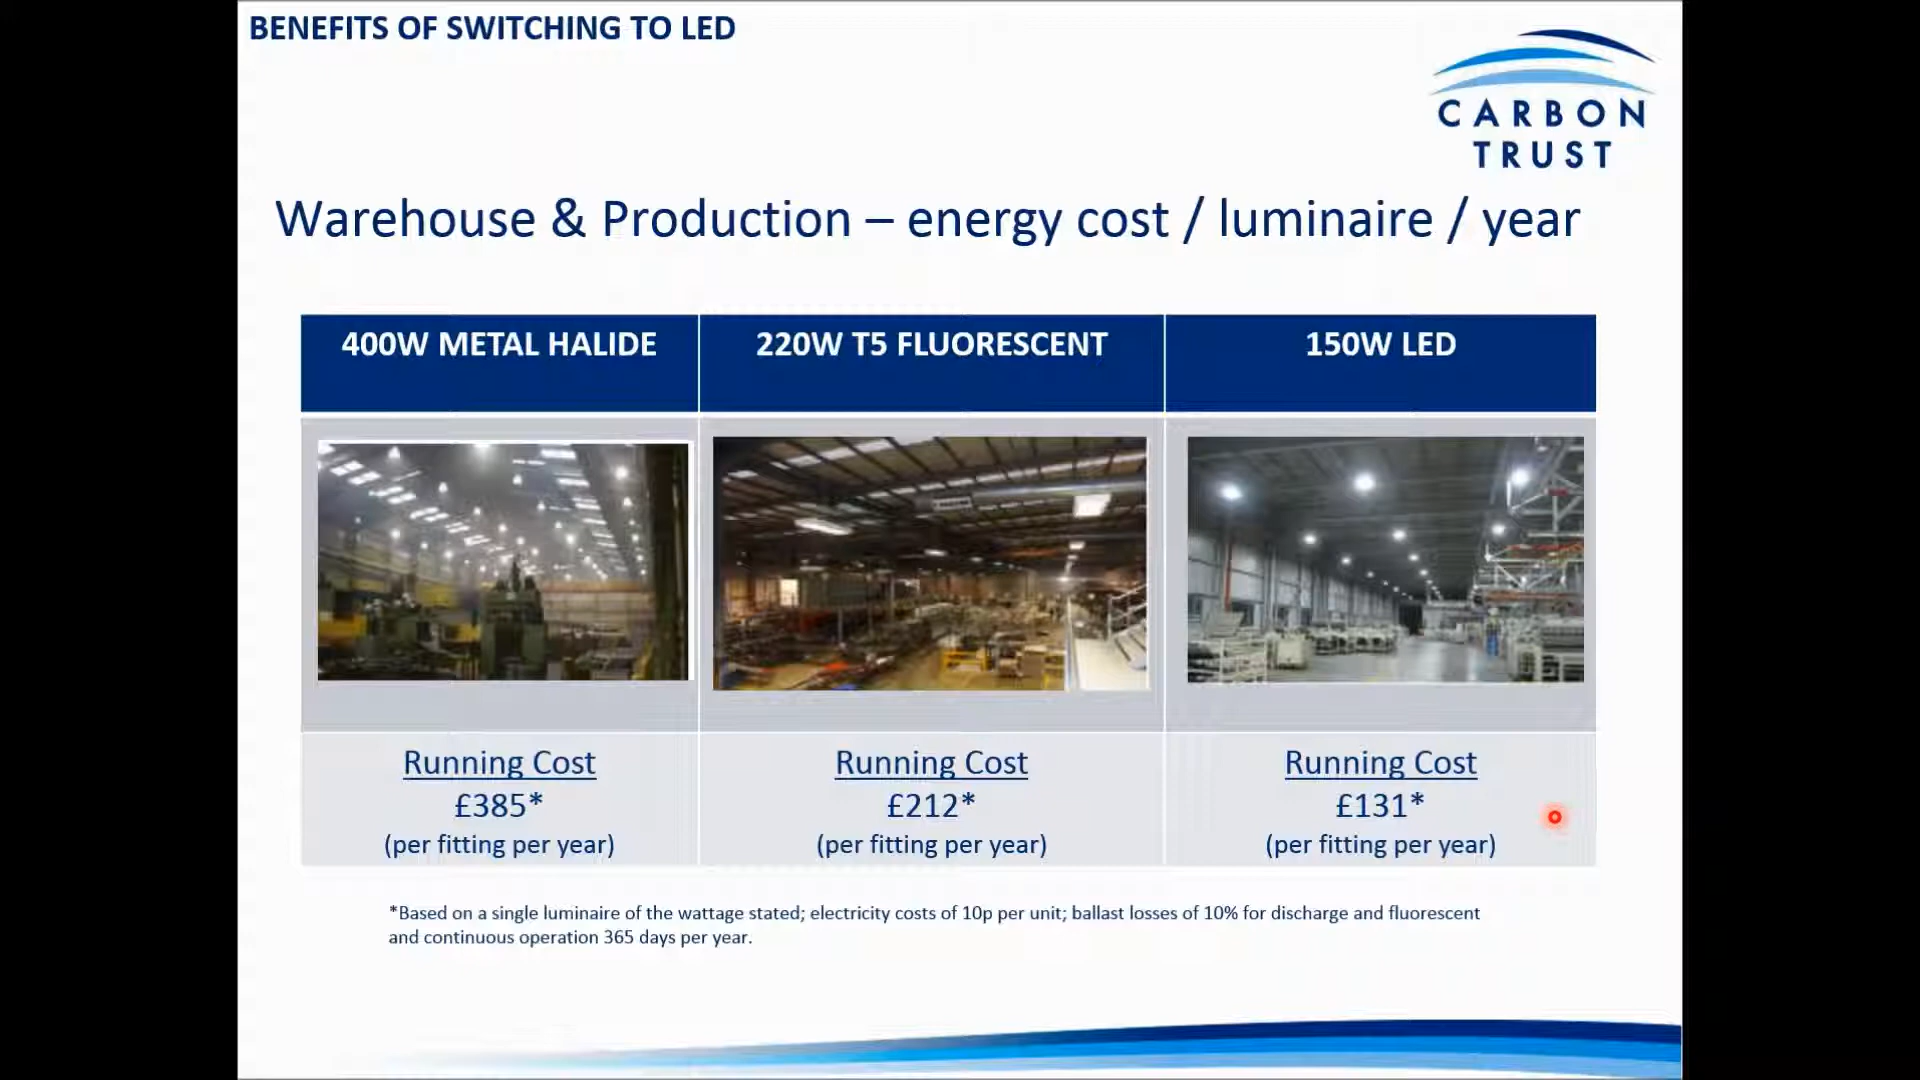 BENEFITS OF SWITCHING TO LED
CARBON
TRUST
Warehouse & Production – energy cost / luminaire / year
400W METAL HALIDE
220W T5 FLUORESCENT
150W LED
Running Cost
£385*
(per fitting per year)
Running Cost
£212*
(per fitting per year)
Running Cost
£131*
(per fitting per year)
*Based on a single luminaire of the wattage stated; electricity costs of 10p per unit; ballast losses of 10% for discharge and fluorescent
and continuous operation 365 days per year.